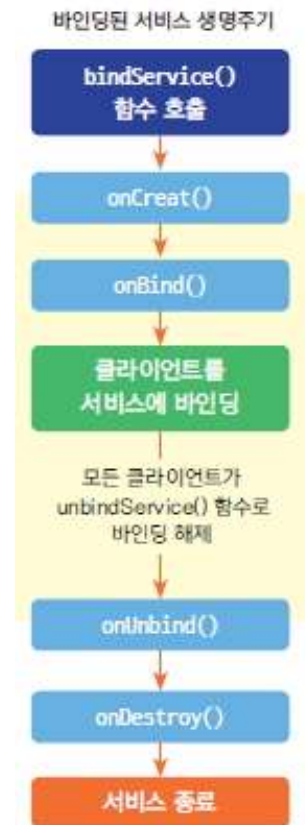 바인딩된 서비스 생명주기
bindService()
함수 호출
onCreat()
onBind()
클라이언트를
서비스에 바인딩
모든 클라이언트가
unbindService() 함수로
바인딩 해제
onUnbind()
onDestroy()
서비스 종료